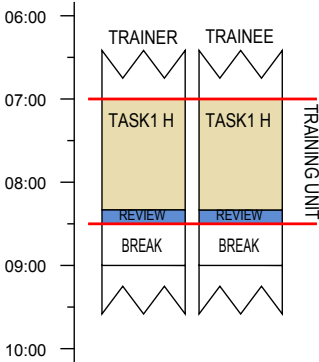 06:00
TRAINER TRAINEE
07:00
TASK1 H TASK1 H
TRAINING UNIT
08:00
REVIEW REVIEW
BREAK BREAK
09:00
10:00